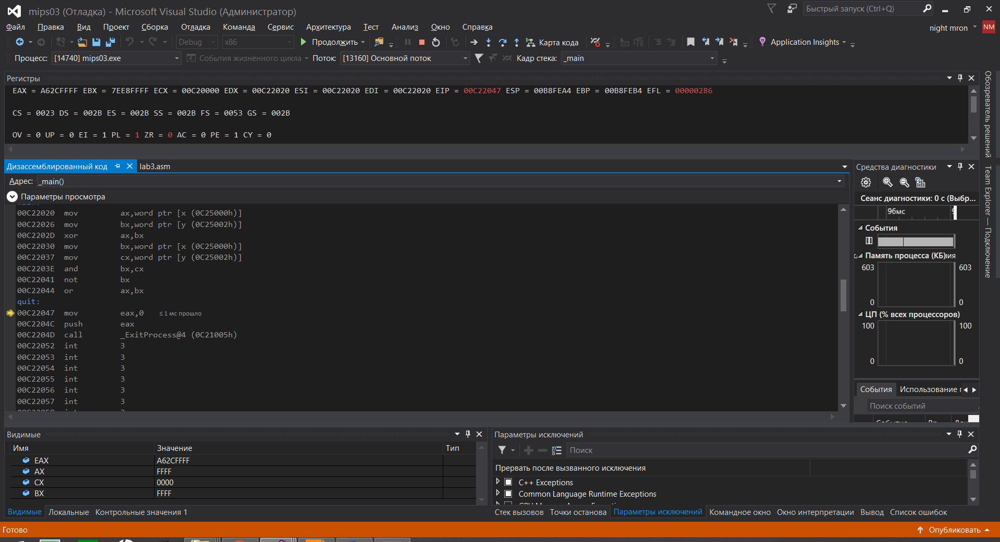 mips03 (Отладка) - Microsoft Visual Studio (Администратор)
Быстрый запуск (Ctrl+Q)
Файл Правка Вид Проект Сборка Отладка Команда Сервис Архитектура Тест Анализ Окно Справка
night mron NM
Debug x86 Продолжить Карта кода Application Insights
Процесс: [14740] mips03.exe События жизненного цикла Поток: [13160] Основной поток Кадр стека: _main
Регистры
EAX = A62CFFFF EBX = 7EE8FFFF ECX = 00C20000 EDX = 00C22020 ESI = 00C22020 EDI = 00C22020 EIP = 00C22047 ESP = 00B8FEA4 EBP = 00B8FEB4 EFL = 00000286
CS = 0023 DS = 002B ES = 002B SS = 002B FS = 0053 GS = 002B
OV = 0 UP = 0 EI = 1 PL = 1 ZR = 0 AC = 0 PE = 1 CY = 0
Дизассемблированный код lab3.asm
Адрес: _main()
Параметры просмотра
00C22020 mov ax,word ptr [x (0C25000h)]
00C22026 mov bx,word ptr [y (0C25002h)]
00C2202D xor ax,bx
00C22030 mov bx,word ptr [x (0C25000h)]
00C22037 mov cx,word ptr [y (0C25002h)]
00C2203E and bx,cx
00C22041 not bx
00C22044 or ax,bx
quit:
00C22047 mov eax,0 ≤ 1 мс прошло
00C2204C push eax
00C2204D call _ExitProcess@4 (0C21005h)
00C22052 int 3
00C22053 int 3
00C22054 int 3
00C22055 int 3
00C22056 int 3
00C22057 int 3
Средства диагностики
Сеанс диагностики: 0 с (Выбр...
96мс
События
Память процесса (КБ)
603 603
0 0
ЦП (% всех процессоров)
100 100
0 0
События Использование
Поиск событий
Обозреватель решений
Team Explorer — Подключение
Видимые
Имя Значение Тип
EAX A62CFFFF
AX FFFF
CX 0000
BX FFFF
Видимые Локальные Контрольные значения 1
Параметры исключений
Поиск
Прервать после вызванного исключения
C++ Exceptions
Common Language Runtime Exceptions
Стек вызовов Точки останова Параметры исключений Командное окно Окно интерпретации Вывод Список ошибок
Готово
Опубликовать